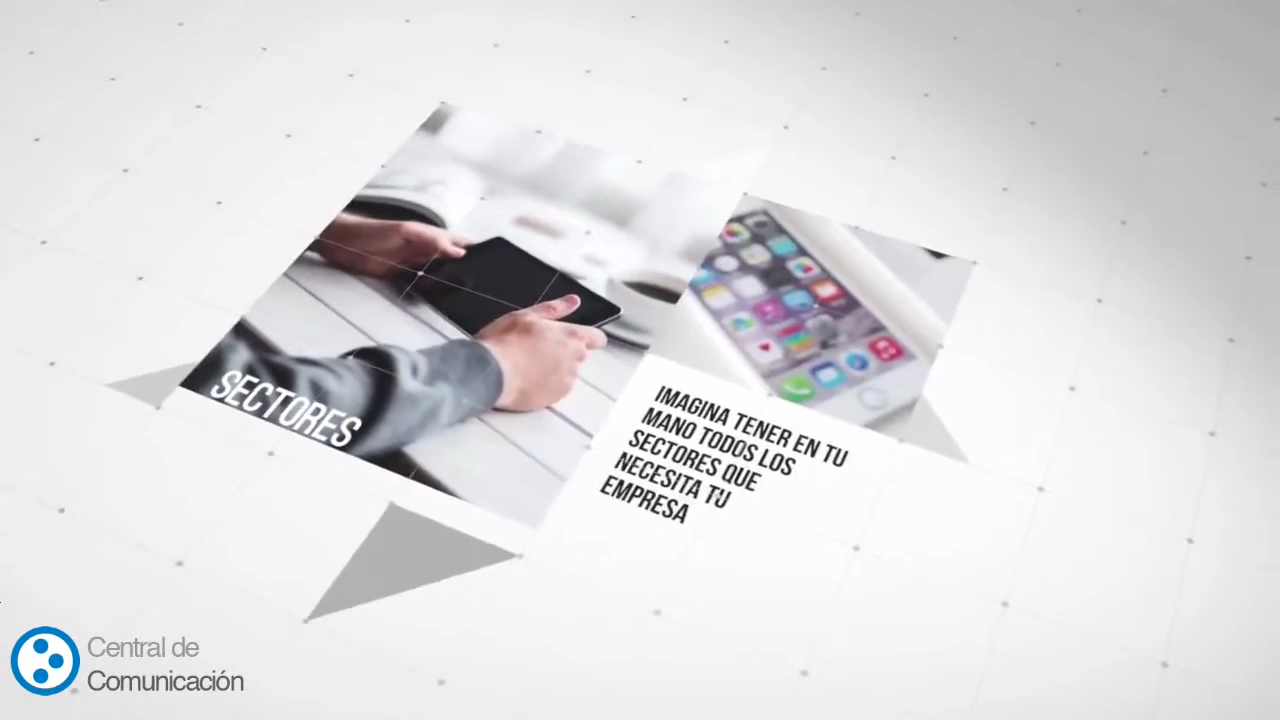 SECTORES
IMAGINA TENER EN TU
MANO TODOS LOS
SECTORES QUE
NECESITA TU
EMPRESA
Central de
Comunicación